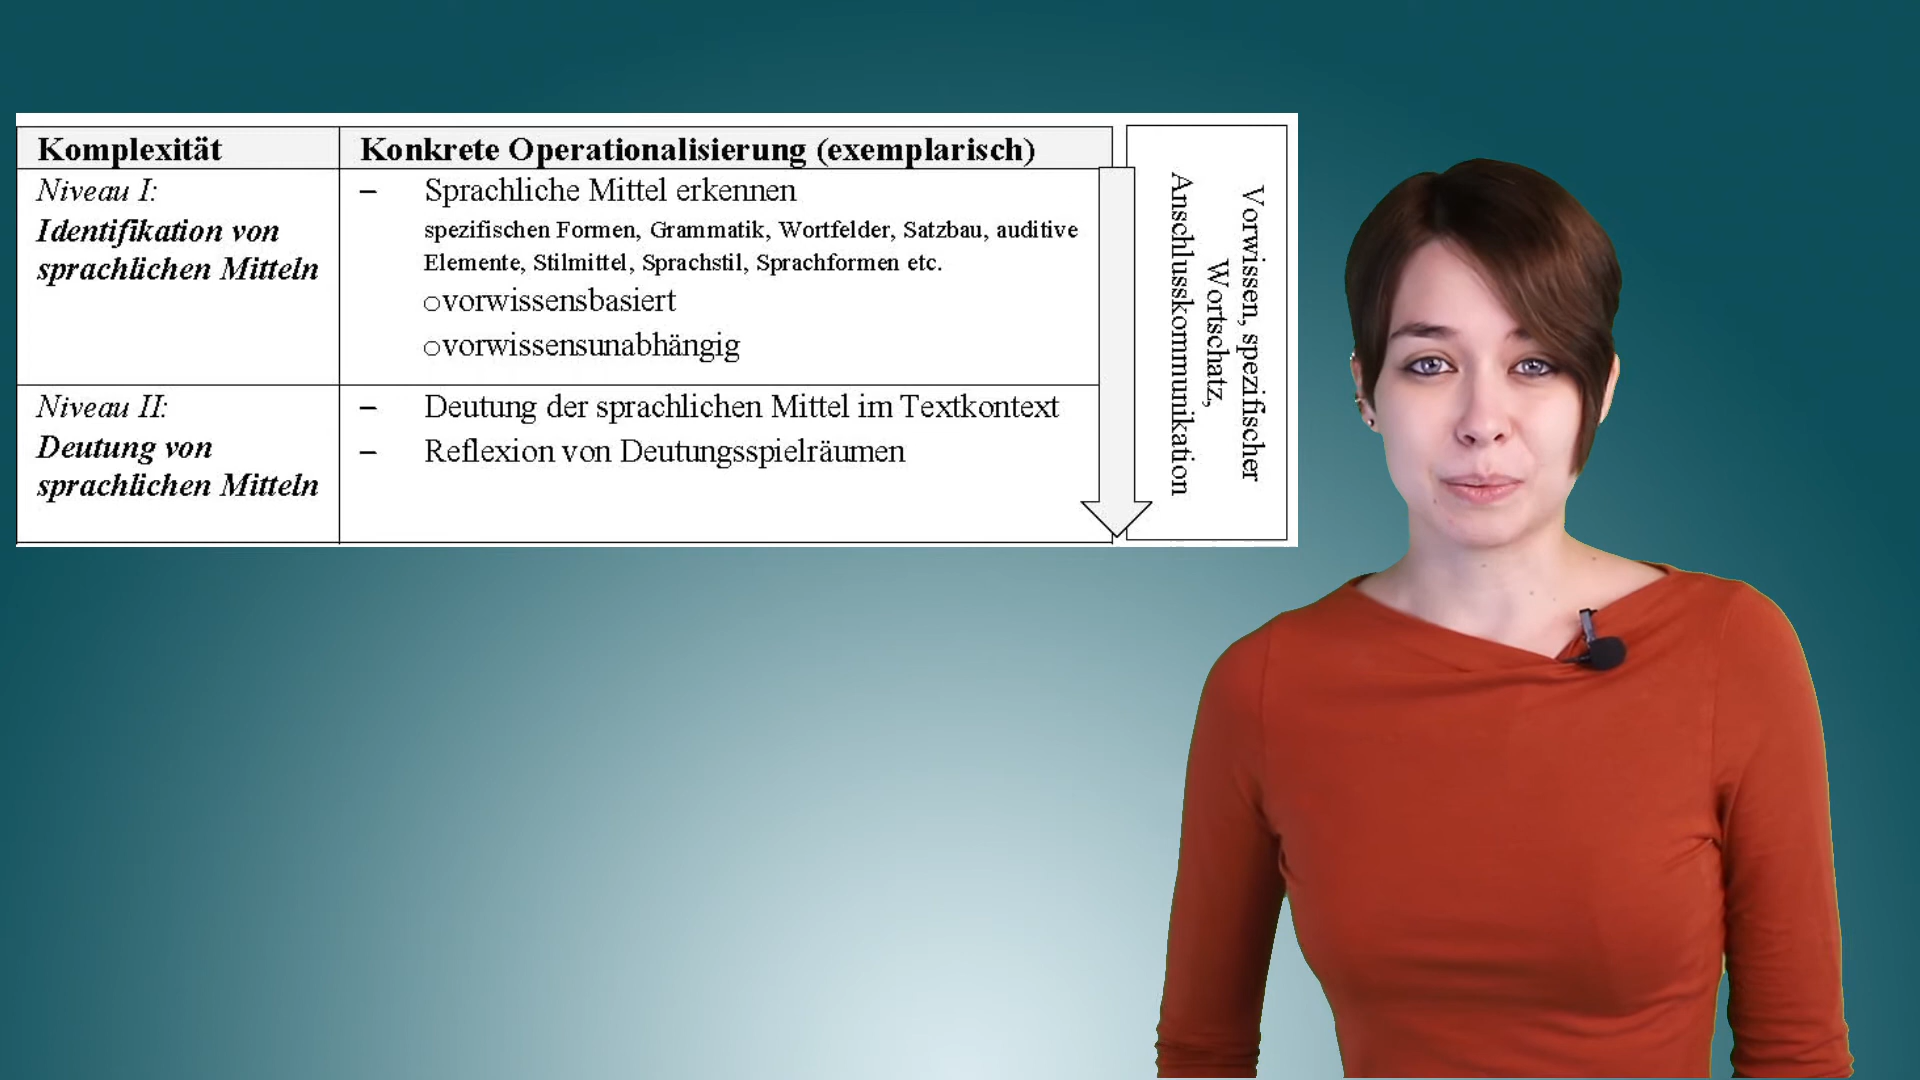 Komplexität
Konkrete Operationalisierung (exemplarisch)
Niveau I:
Identifikation von
sprachlichen Mitteln
– Sprachliche Mittel erkennen
spezifischen Formen, Grammatik, Wortfelder, Satzbau, auditive
Elemente, Stilmittel, Sprachstil, Sprachformen etc.
○vorwissensbasiert
○vorwissensunabhängig
Niveau II:
Deutung von
sprachlichen Mitteln
– Deutung der sprachlichen Mittel im Textkontext
– Reflexion von Deutungsspielräumen
Vorwissen, spezifischer
Wortschatz,
Anschlusskommunikation